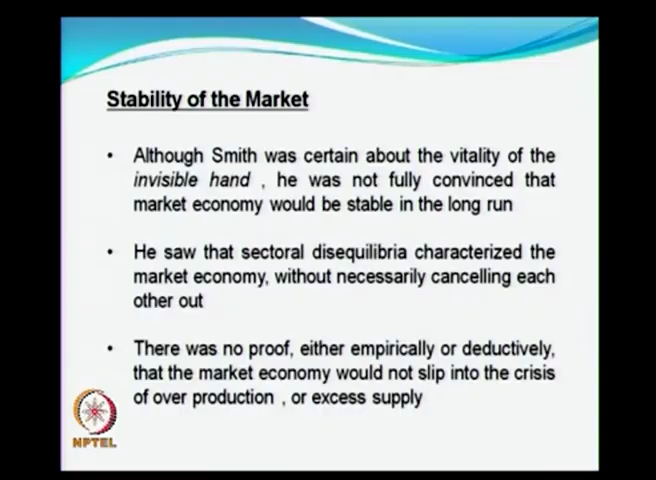 Stability of the Market
• Although Smith was certain about the vitality of the
invisible hand , he was not fully convinced that
market economy would be stable in the long run
• He saw that sectoral disequilibria characterized the
market economy, without necessarily cancelling each
other out
• There was no proof, either empirically or deductively,
that the market economy would not slip into the crisis
of over production , or excess supply
NPTEL